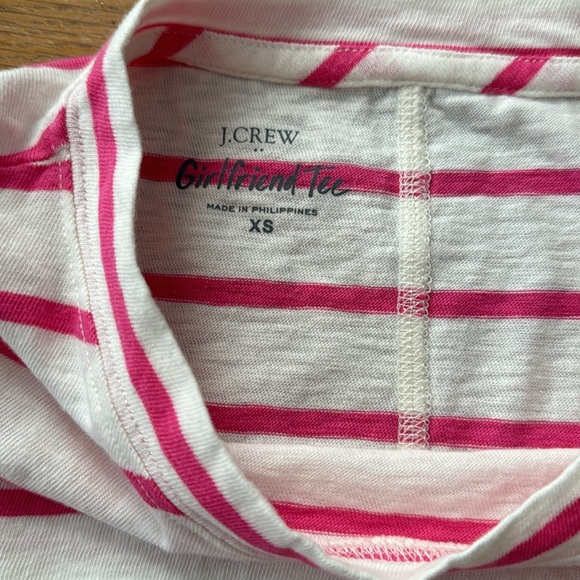 J.CREW
Girlfriend Tee
MADE IN PHILIPPINES
XS